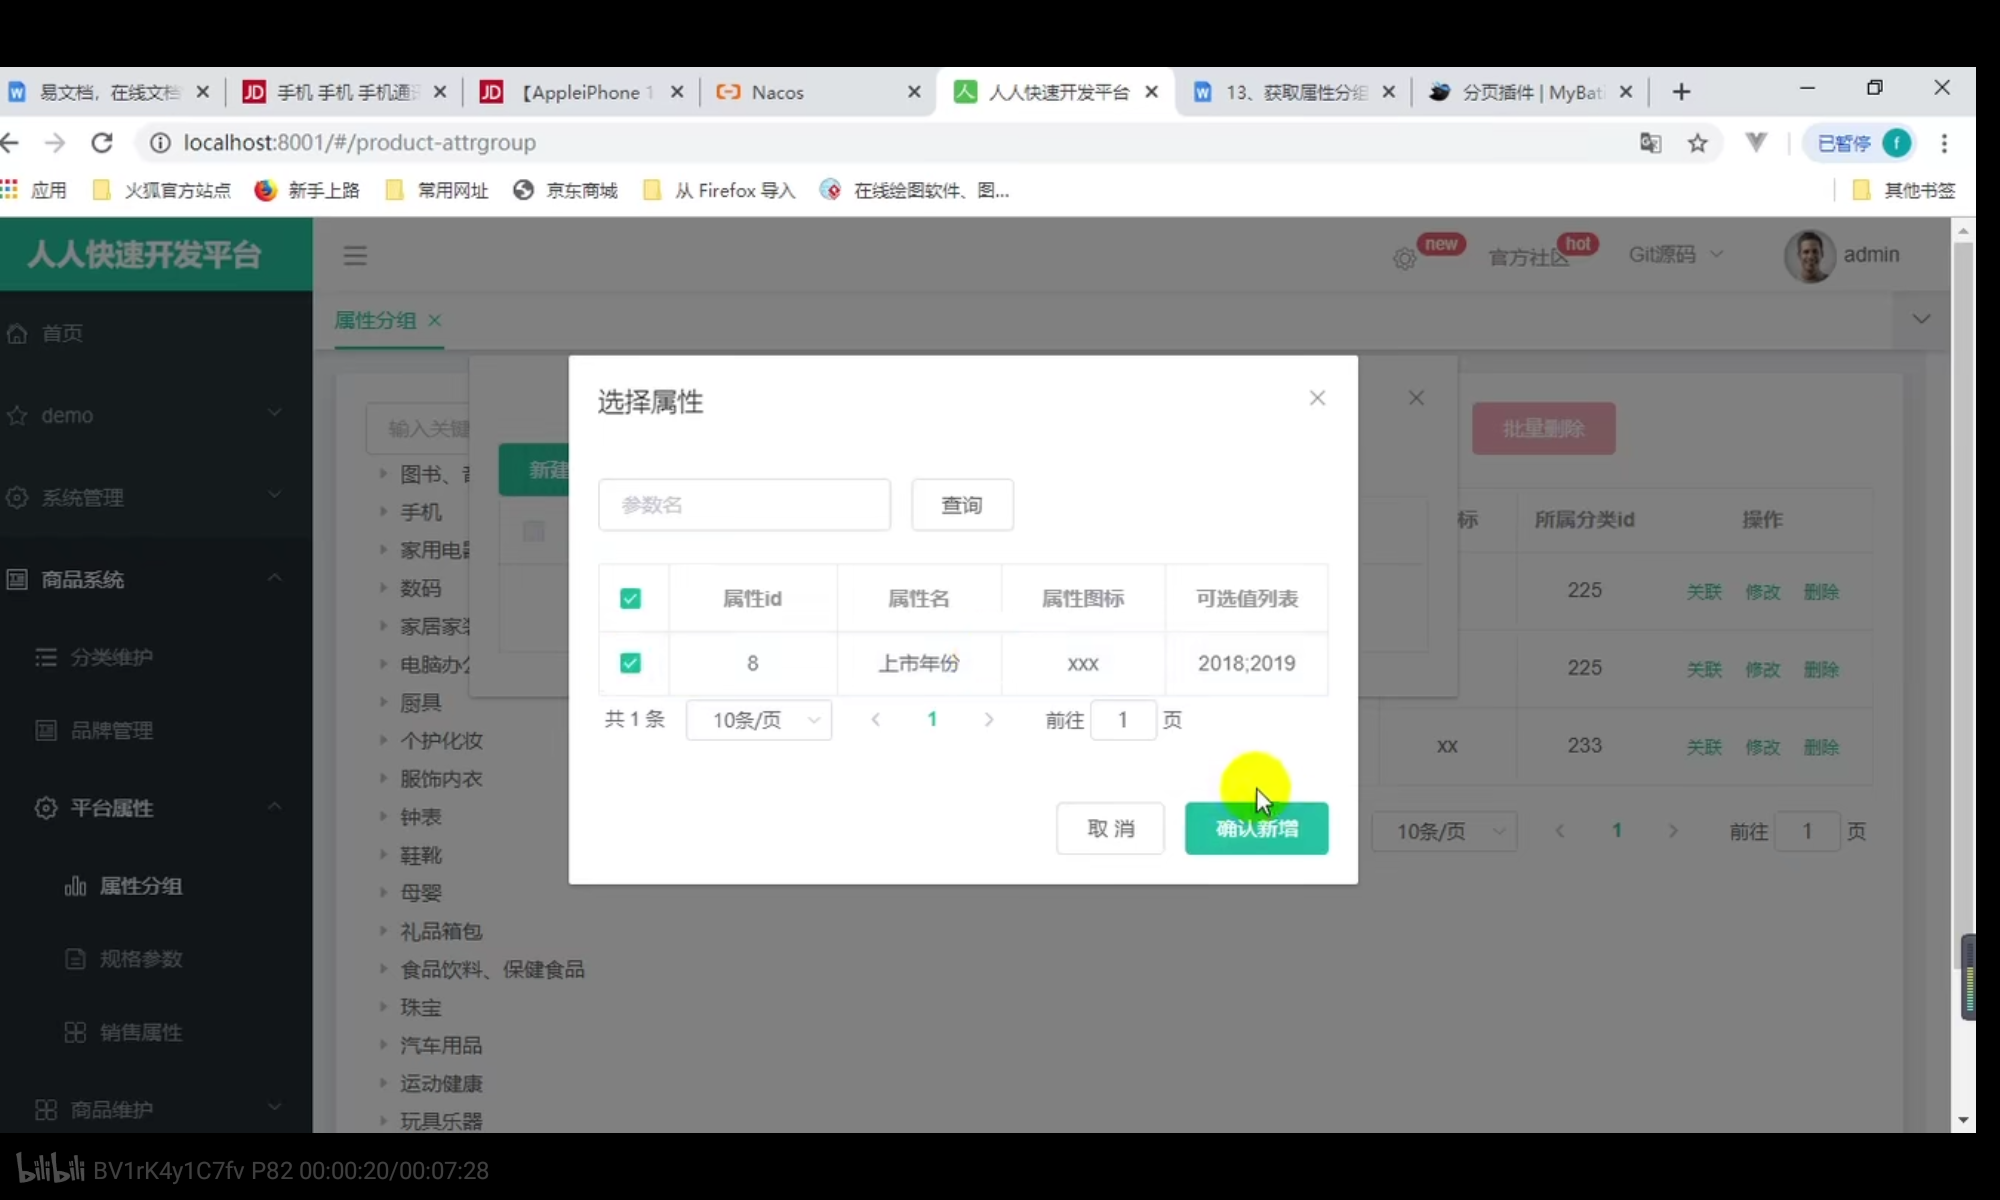 易文档，在线文档
手机 手机 手机通讯
【AppleiPhone 1
Nacos
人人快速开发平台
13、获取属性分组
分页插件 | MyBati
localhost:8001/#/product-attrgroup
已暂停
f
应用
火狐官方站点
新手上路
常用网址
京东商城
从 Firefox 导入
在线绘图软件、图...
其他书签
人人快速开发平台
new
官方社区
hot
Git源码
admin
首页
demo
系统管理
商品系统
分类维护
品牌管理
平台属性
属性分组
规格参数
销售属性
商品维护
属性分组
输入关键
图书、
手机
家用电器
数码
家居家装
电脑办公
厨具
个护化妆
服饰内衣
钟表
鞋靴
母婴
礼品箱包
食品饮料、保健食品
珠宝
汽车用品
运动健康
玩具乐器
新建
批量删除
标 所属分类id 操作
225 关联 修改 删除
225 关联 修改 删除
xx 233 关联 修改 删除
10条/页 1 前往 1 页
选择属性
参数名
查询
属性id 属性名 属性图标 可选值列表
8 上市年份 xxx 2018;2019
共 1 条 10条/页 1 前往 1 页
取 消
确认新增
bilibili BV1rK4y1C7fv P82 00:00:20/00:07:28